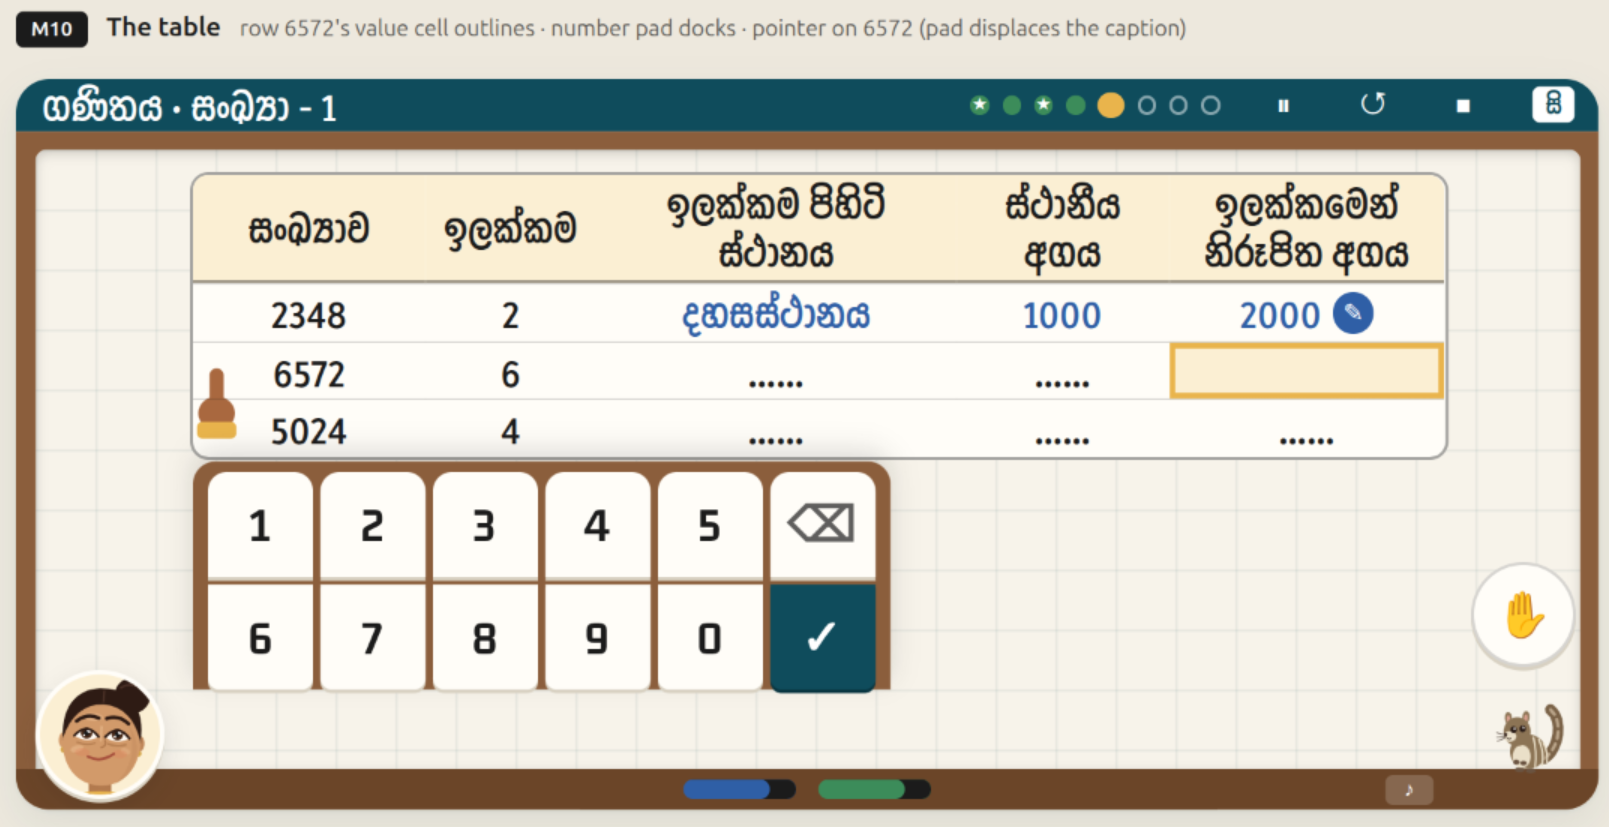 M10 The table row 6572's value cell outlines · number pad docks · pointer on 6572 (pad displaces the caption)
ගණිතය · සංඛ්‍යා - 1
සිං
සංඛ්‍යාව ඉලක්කම ඉලක්කම පිහිටි ස්ථානය ස්ථානීය අගය ඉලක්කමෙන් නිරූපිත අගය
2348 2 දහසස්ථානය 1000 2000
6572 6 ...... ......
5024 4 ...... ...... ......
1 2 3 4 5
6 7 8 9 0 ✓